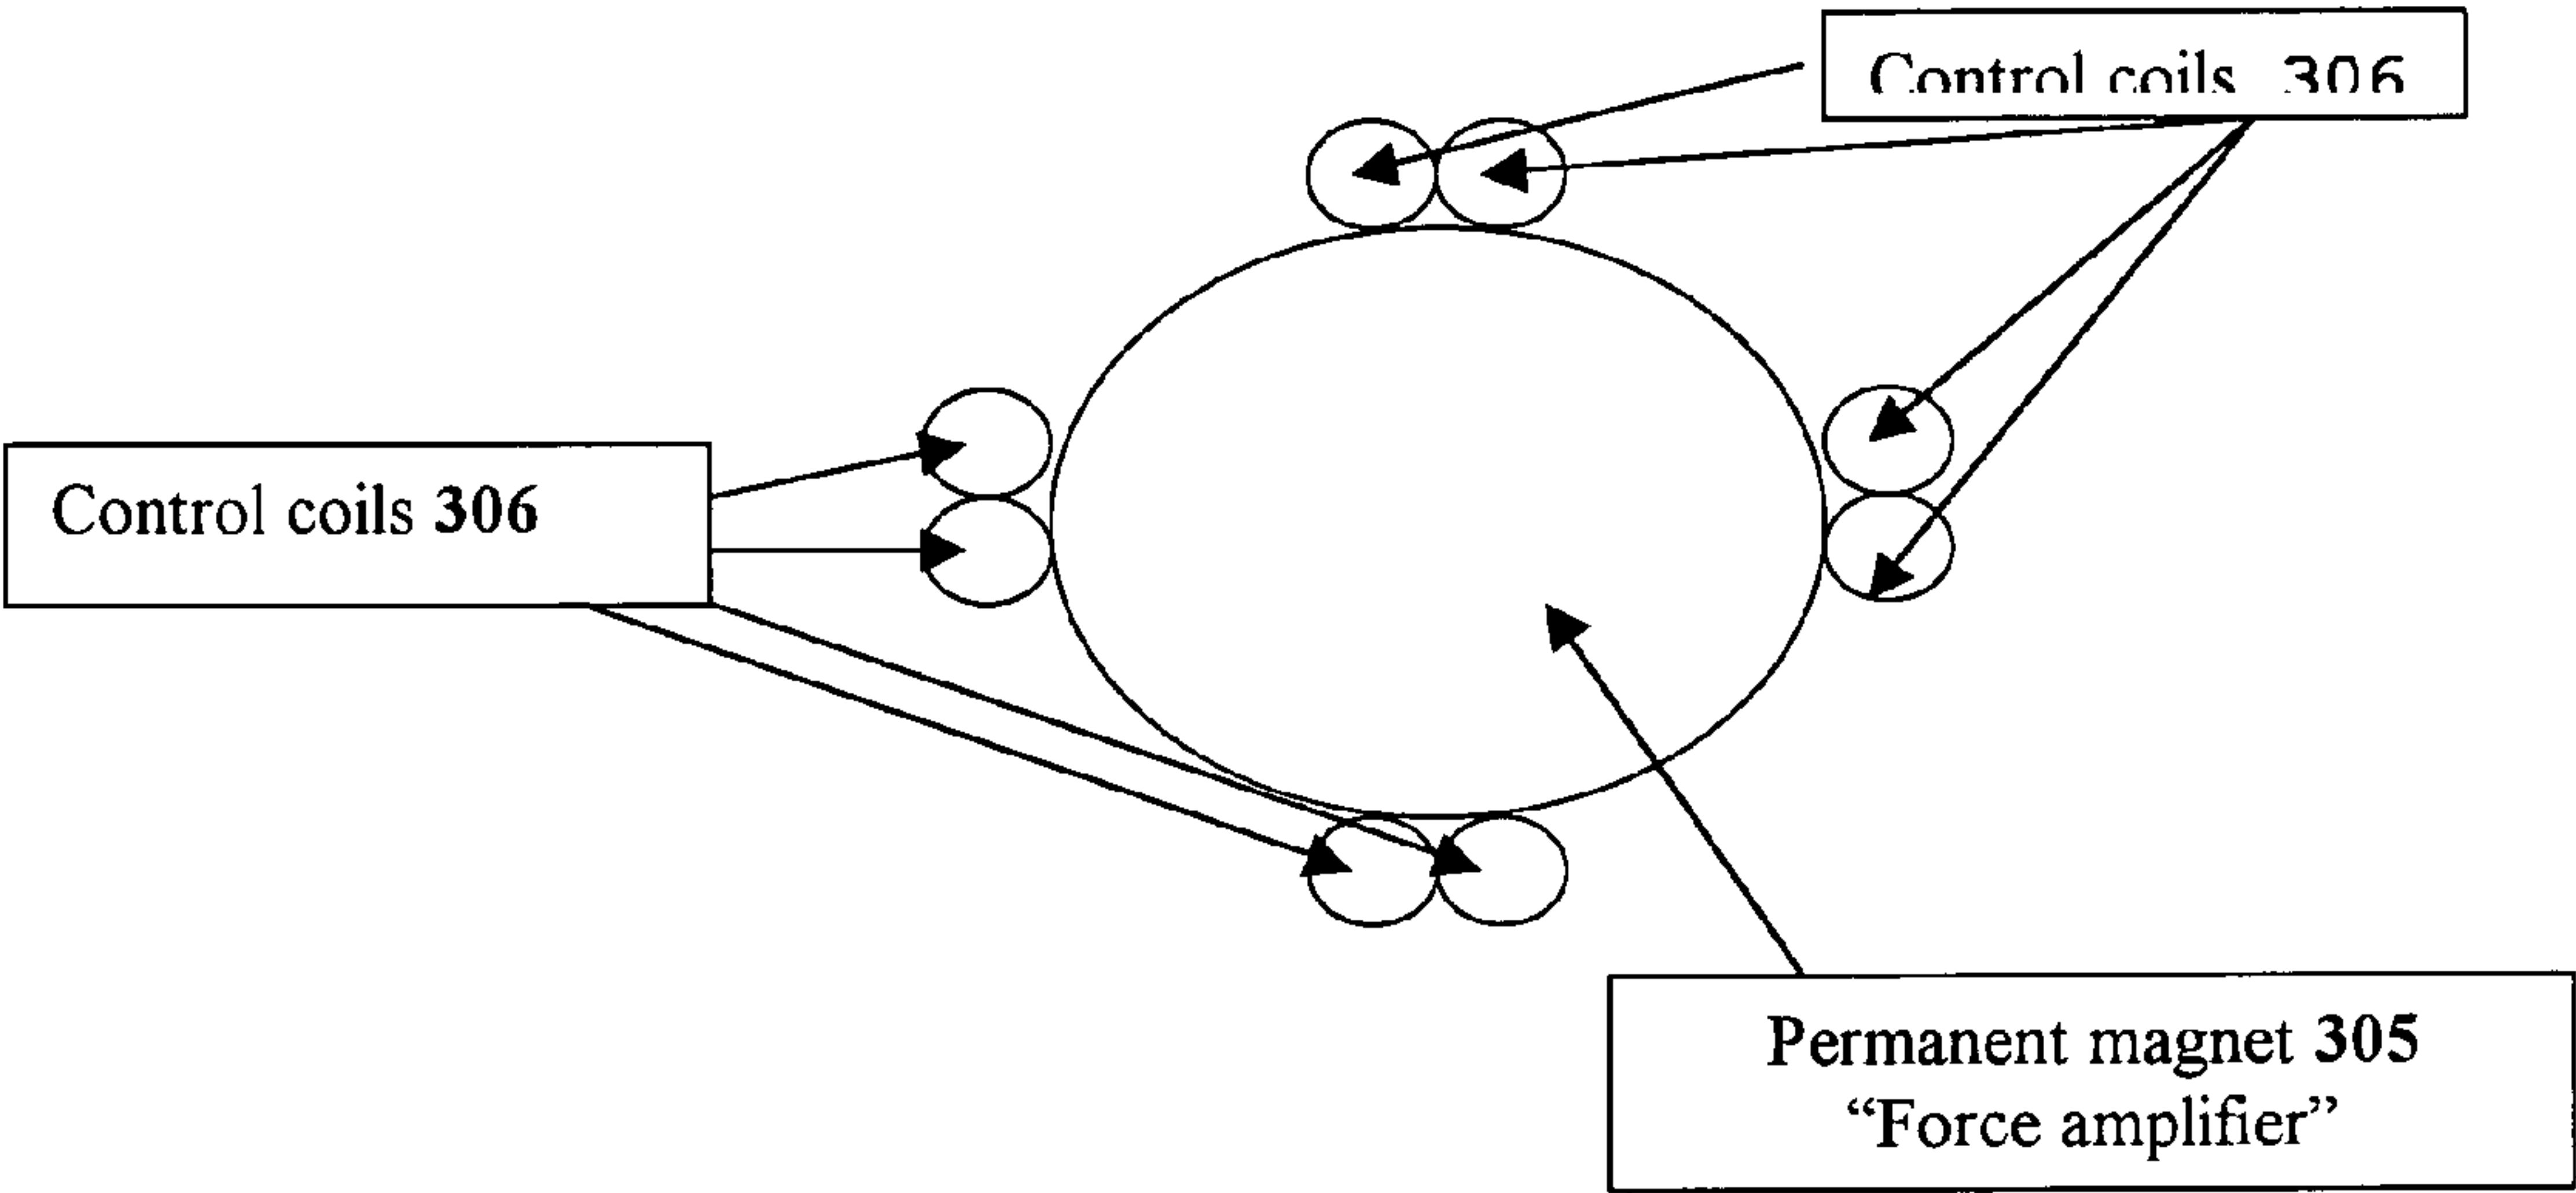 Control coils 306
Control coils 306
Permanent magnet 305
“Force amplifier”